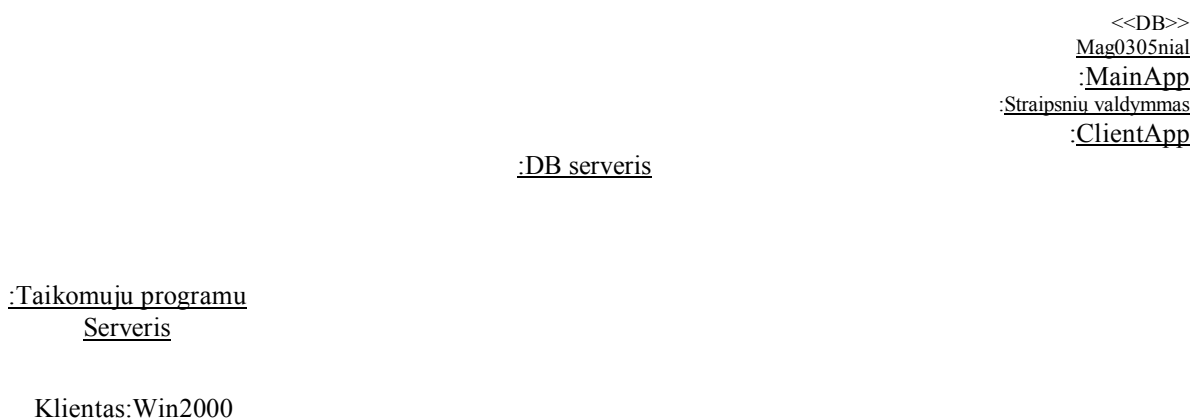 <<DB>>
Mag0305nial
:MainApp
:Straipsnių valdymmas
:ClientApp
:DB serveris
:Taikomuju programu
Serveris
Klientas:Win2000